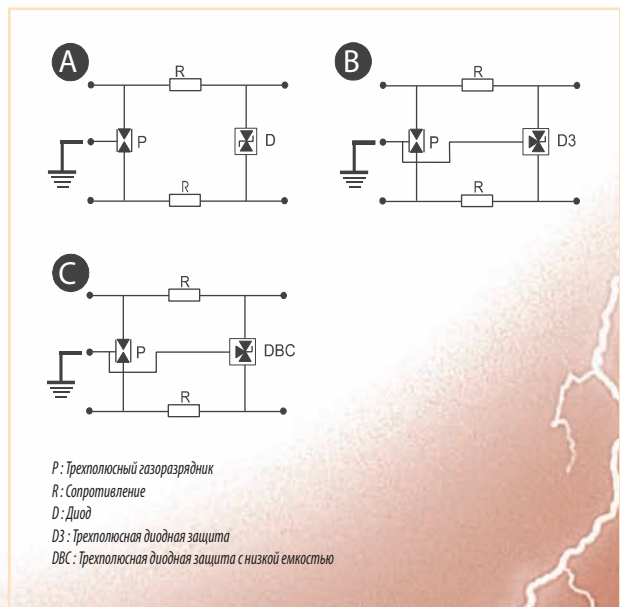 A
R
P
D
R
B
R
P
D3
R
C
R
P
DBC
R
P : Трехполюсный газоразрядник
R : Сопротивление
D : Диод
D3 : Трехполюсная диодная защита
DBC : Трехполюсная диодная защита с низкой емкостью